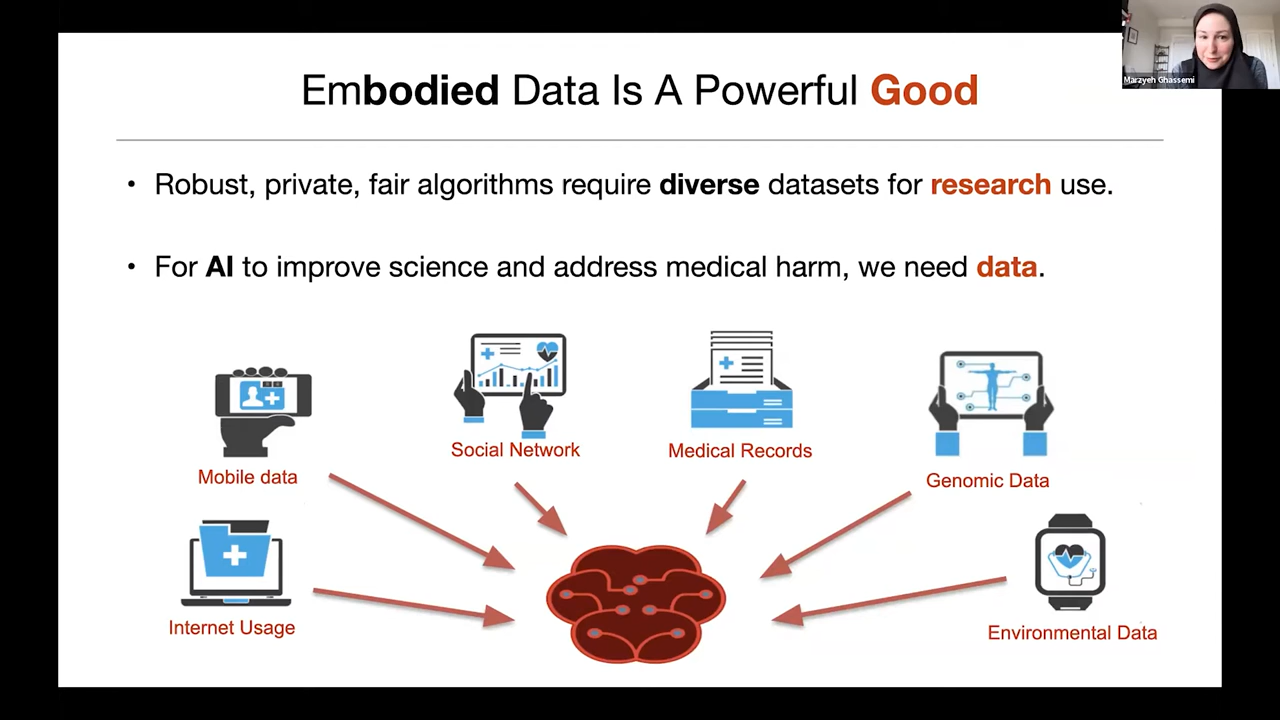 Marzyeh Ghassemi
Embodied Data Is A Powerful Good
• Robust, private, fair algorithms require diverse datasets for research use.
• For AI to improve science and address medical harm, we need data.
Social Network
Medical Records
Mobile data
Genomic Data
Internet Usage
Environmental Data